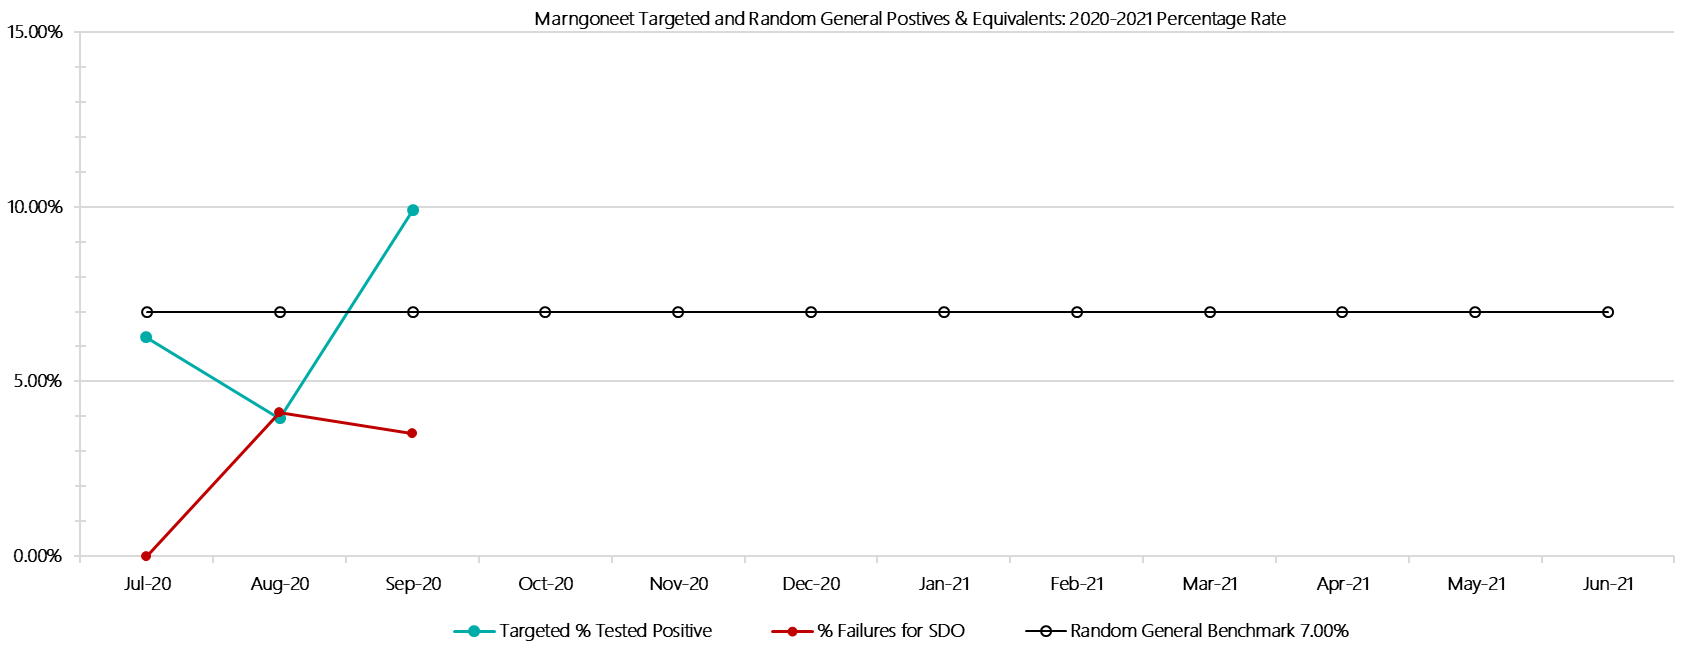 Marngoneet Targeted and Random General Postives & Equivalents: 2020-2021 Percentage Rate
15.00%
10.00%
5.00%
0.00%
Jul-20 Aug-20 Sep-20 Oct-20 Nov-20 Dec-20 Jan-21 Feb-21 Mar-21 Apr-21 May-21 Jun-21
Targeted % Tested Positive % Failures for SDO Random General Benchmark 7.00%